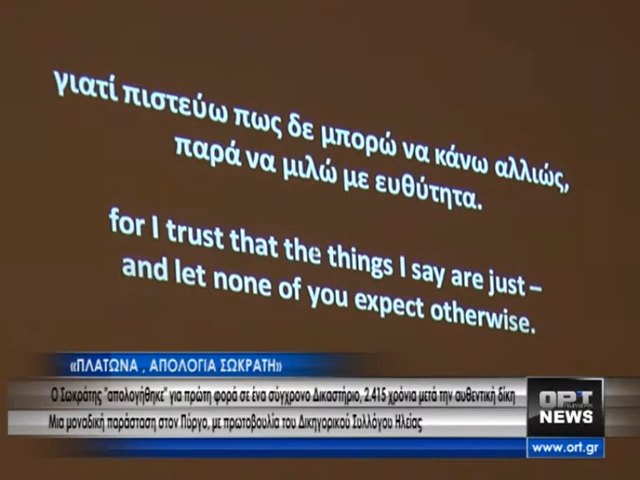 γιατί πιστεύω πως δε μπορώ να κάνω αλλιώς,
παρά να μιλώ με ευθύτητα.
for I trust that the things I say are just –
and let none of you expect otherwise.
«ΠΛΑΤΩΝΑ , ΑΠΟΛΟΓΙΑ ΣΩΚΡΑΤΗ»
Ο Σωκράτης "απολογήθηκε" για πρώτη φορά σε ένα σύγχρονο Δικαστήριο, 2.415 χρόνια μετά την αυθεντική δίκη
Μια μοναδική παράσταση στον Πύργο, με πρωτοβουλία του Δικηγορικού Συλλόγου Ηλείας
ΟΡΤ
NEWS
www.ort.gr